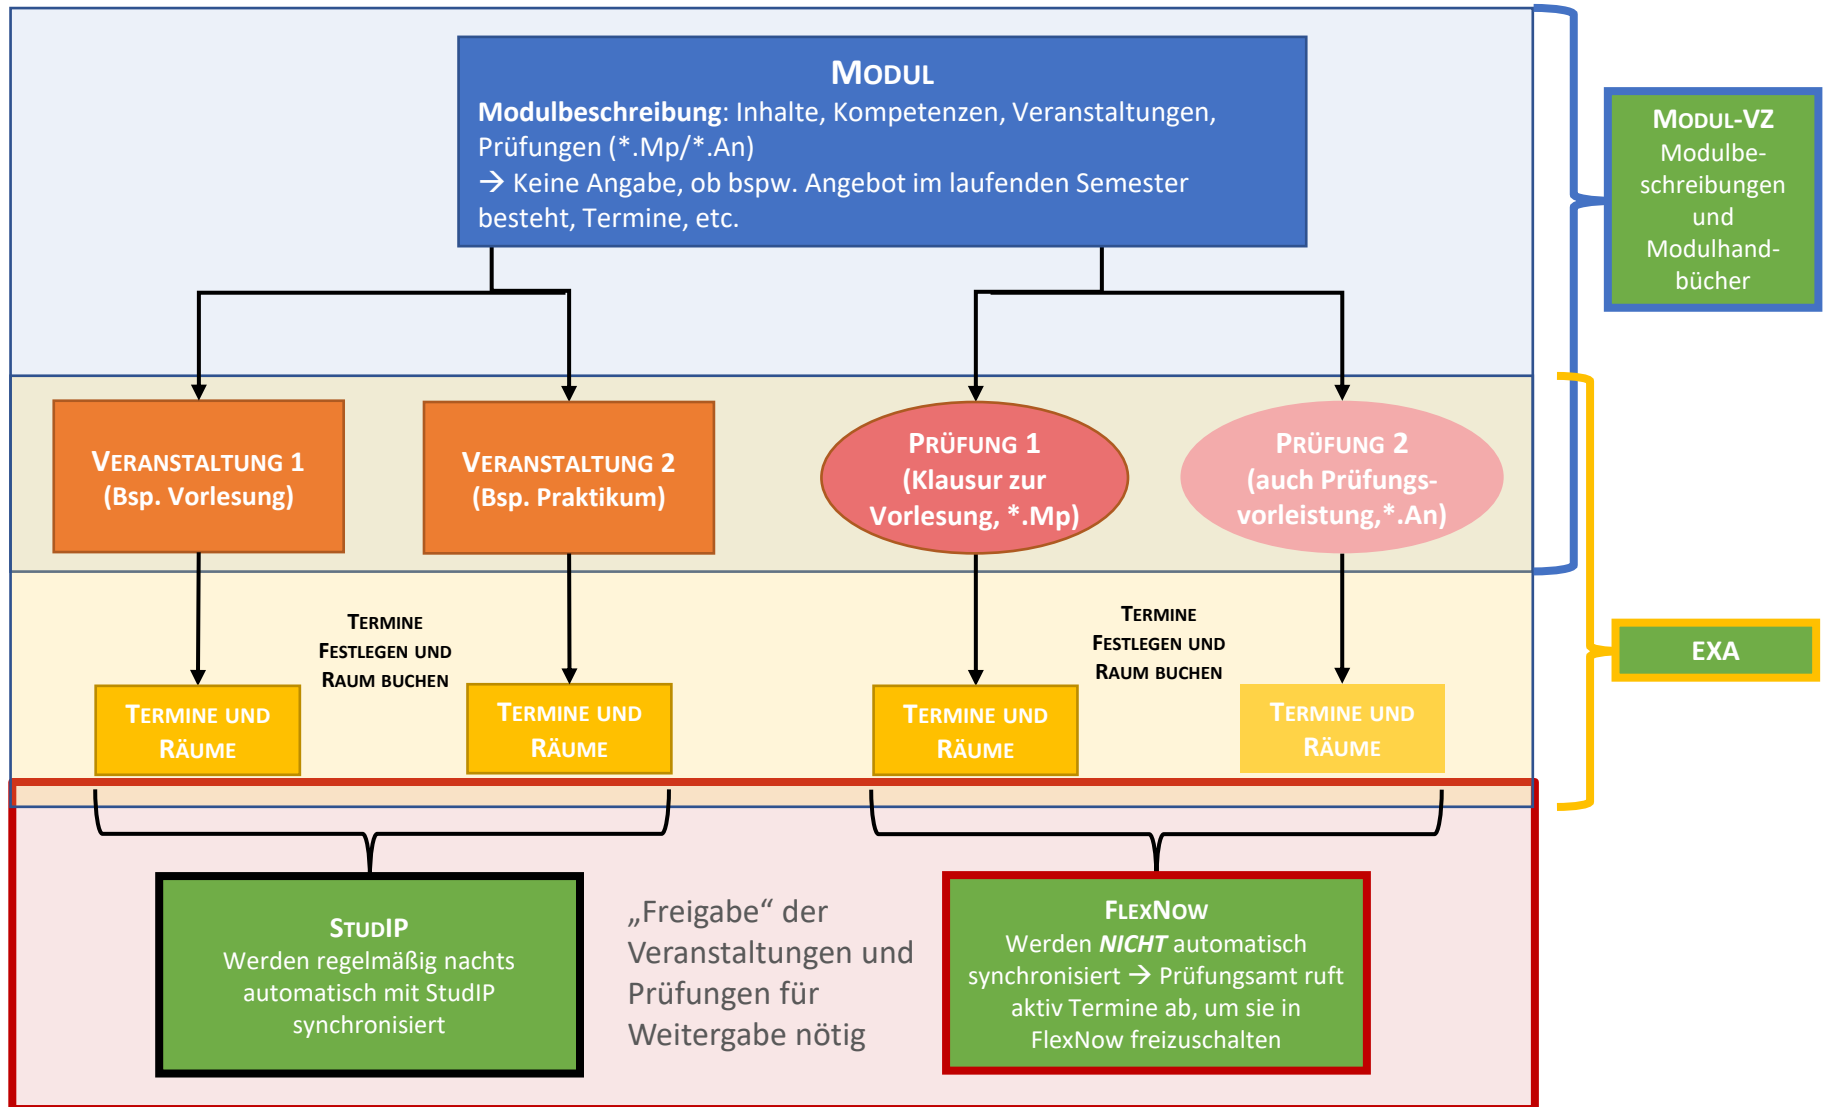 MODUL
Modulbeschreibung: Inhalte, Kompetenzen, Veranstaltungen,
Prüfungen (*.Mp/*.An)
→ Keine Angabe, ob bspw. Angebot im laufenden Semester
besteht, Termine, etc.
MODUL-VZ
Modulbe-
schreibungen
und
Modulhand-
bücher
VERANSTALTUNG 1
(Bsp. Vorlesung)
VERANSTALTUNG 2
(Bsp. Praktikum)
PRÜFUNG 1
(Klausur zur
Vorlesung, *.Mp)
PRÜFUNG 2
(auch Prüfungs-
vorleistung,*.An)
TERMINE
FESTLEGEN UND
RAUM BUCHEN
TERMINE
FESTLEGEN UND
RAUM BUCHEN
EXA
TERMINE UND
RÄUME
TERMINE UND
RÄUME
TERMINE UND
RÄUME
TERMINE UND
RÄUME
STUDIP
Werden regelmäßig nachts
automatisch mit StudIP
synchronisiert
„Freigabe“ der
Veranstaltungen und
Prüfungen für
Weitergabe nötig
FLEXNOW
Werden NICHT automatisch
synchronisiert → Prüfungsamt ruft
aktiv Termine ab, um sie in
FlexNow freizuschalten